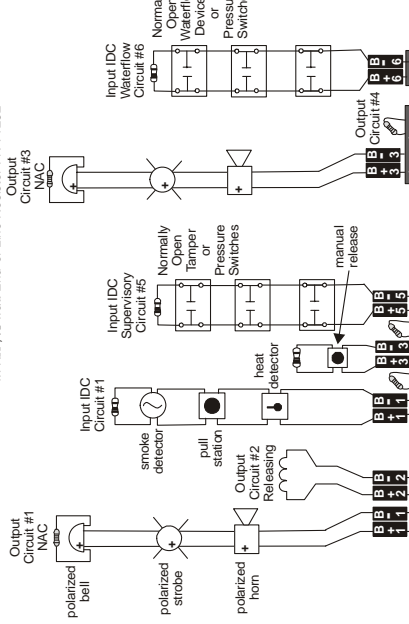 Output
Circuit #1
NAC
polarized
bell
polarized
strobe
polarized
horn
B+ B- B+ B-
1 1 2 2
Output
Circuit #2
Releasing
Input IDC
Circuit #1
smoke
detector
pull
station
heat
detector
B+ B- B+ B-
1 1 3 3
manual
release
Input IDC
Supervisory
Circuit #5
Normally
Open
Tamper
or
Pressure
Switches
B+ B-
5 5
Output
Circuit #3
NAC
B+ B-
3 3
Output
Circuit #4
Input IDC
Waterflow
Circuit #6
Open
Device
or
B+ B-
6 6